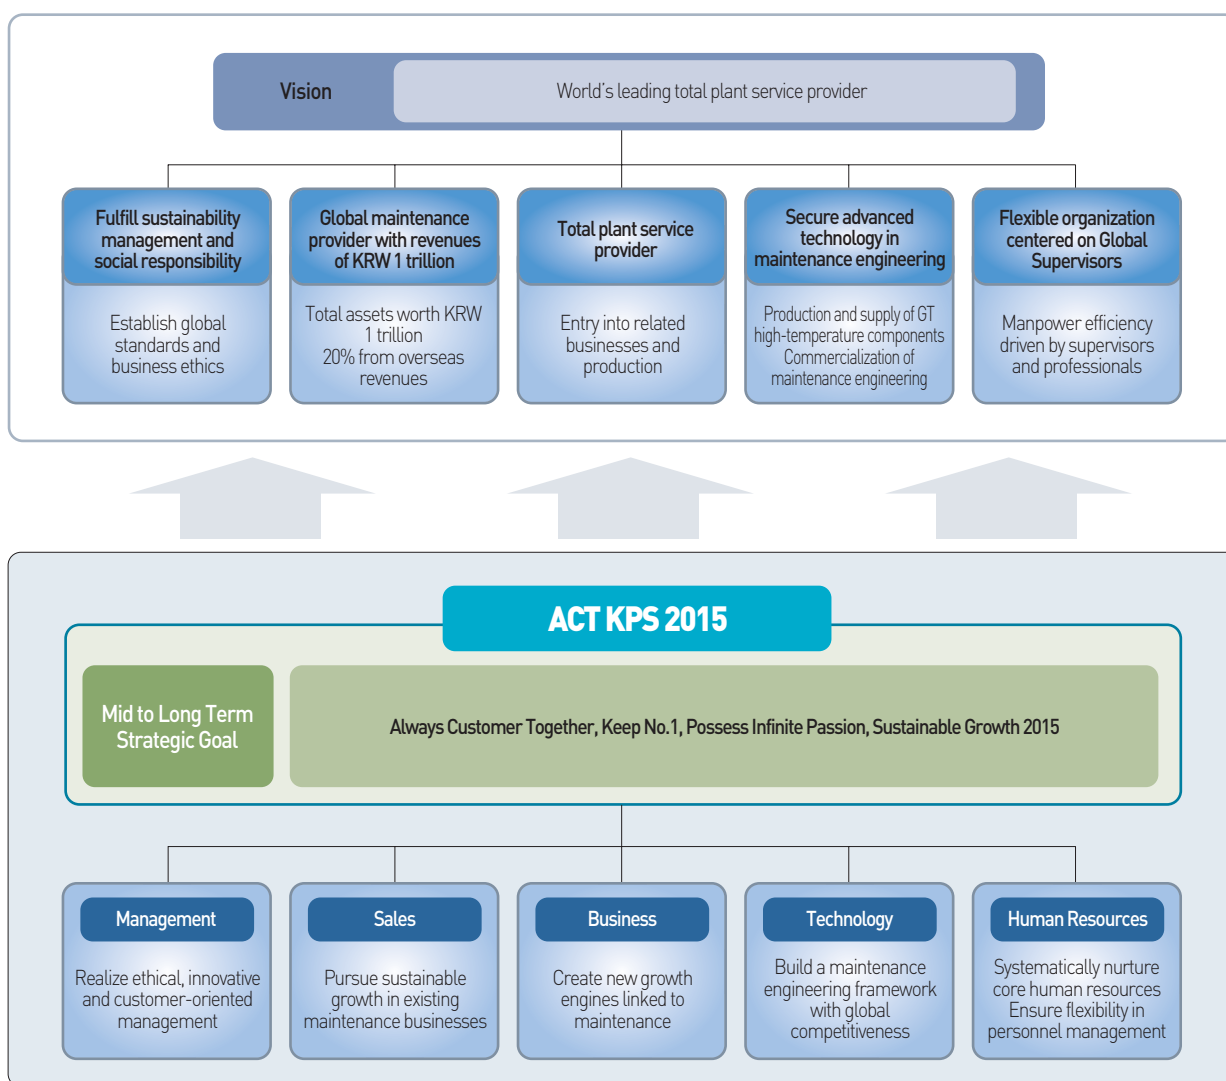 Vision
World's leading total plant service provider
Fulfill sustainability
management and
social responsibility
Establish global
standards and
business ethics
Global maintenance
provider with revenues
of KRW 1 trillion
Total assets worth KRW
1 trillion
20% from overseas
revenues
Total plant service
provider
Entry into related
businesses and
production
Secure advanced
technology in
maintenance engineering
Production and supply of GT
high-temperature components
Commercialization of
maintenance engineering
Flexible organization
centered on Global
Supervisors
Manpower efficiency
driven by supervisors
and professionals
ACT KPS 2015
Mid to Long Term
Strategic Goal
Always Customer Together, Keep No.1, Possess Infinite Passion, Sustainable Growth 2015
Management
Realize ethical, innovative
and customer-oriented
management
Sales
Pursue sustainable
growth in existing
maintenance businesses
Business
Create new growth
engines linked to
maintenance
Technology
Build a maintenance
engineering framework
with global
competitiveness
Human Resources
Systematically nurture
core human resources
Ensure flexibility in
personnel management